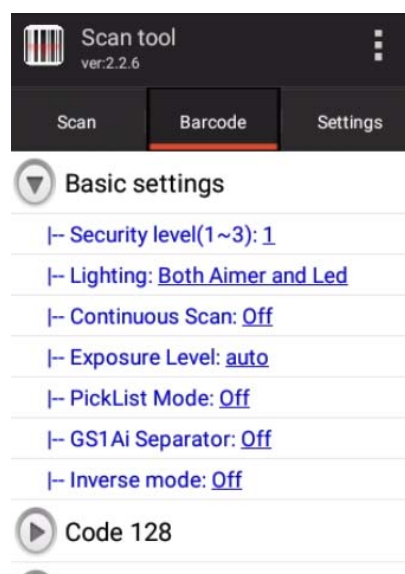 Scan tool
ver:2.2.6
Scan Barcode Settings
Basic settings
|-- Security level(1~3): 1
|-- Lighting: Both Aimer and Led
|-- Continuous Scan: Off
|-- Exposure Level: auto
|-- PickList Mode: Off
|-- GS1Ai Separator: Off
|-- Inverse mode: Off
Code 128